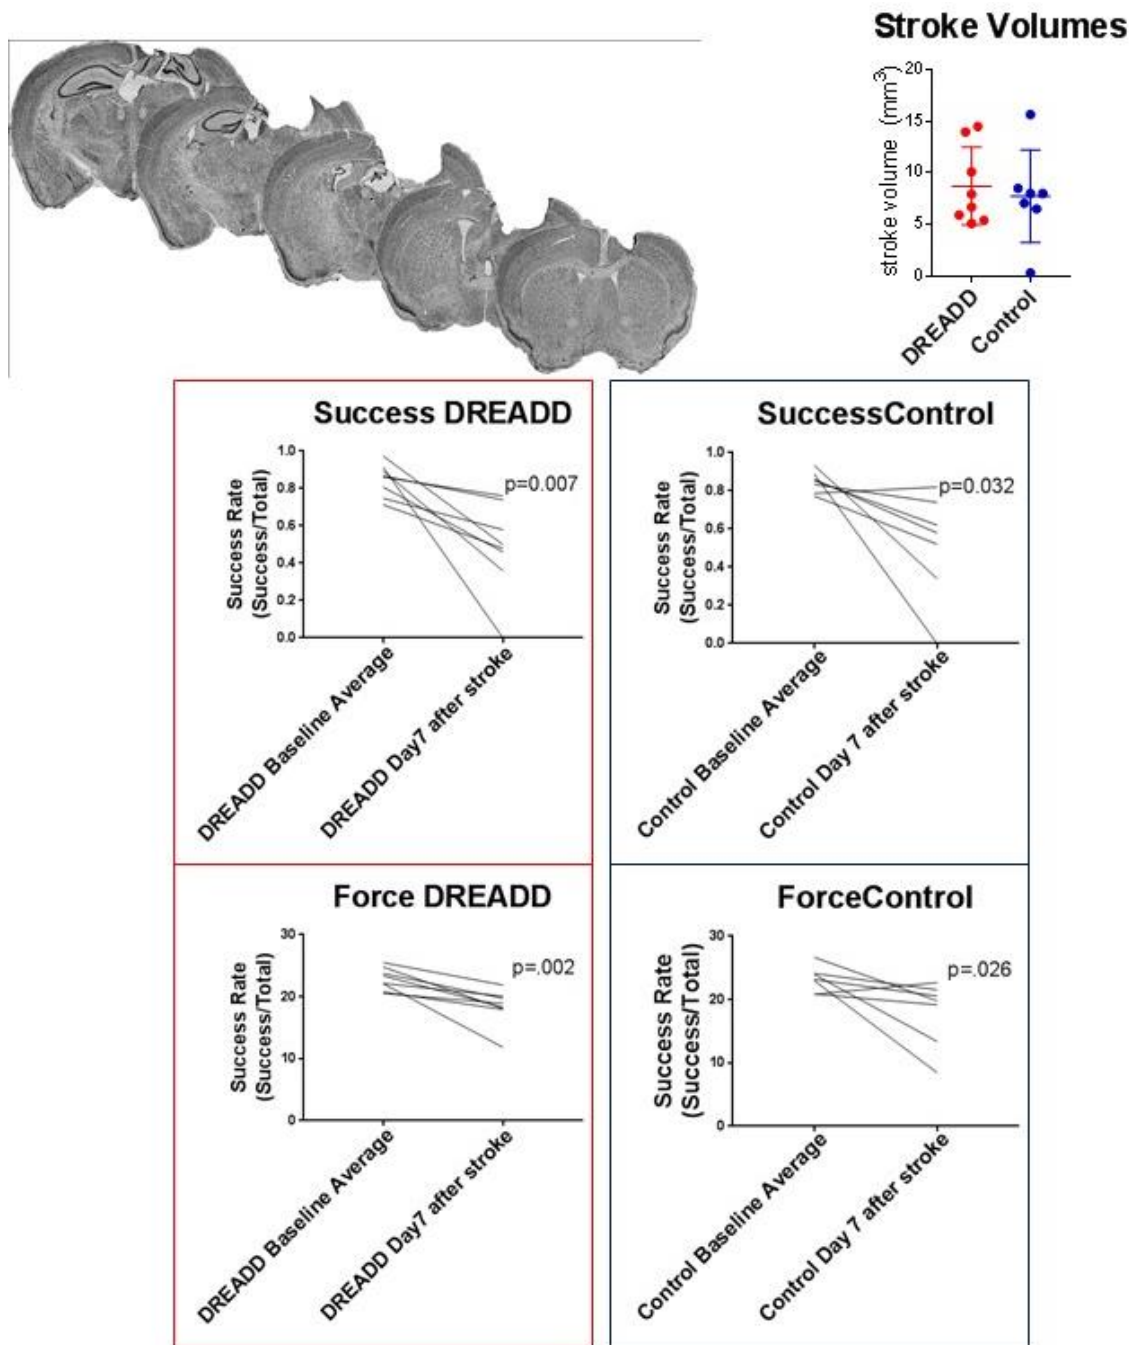 Stroke Volumes
stroke volume (mm³)
20
15
10
5
0
DREADD
Control
Success DREADD
Success Rate
(Success/Total)
1.0
0.8
0.6
0.4
0.2
0.0
p=0.007
DREADD Baseline Average
DREADD Day7 after stroke
SuccessControl
Success Rate
(Success/Total)
1.0
0.8
0.6
0.4
0.2
0.0
p=0.032
Control Baseline Average
Control Day 7 after stroke
Force DREADD
Success Rate
(Success/Total)
30
20
10
0
p=.002
DREADD Baseline Average
DREADD Day7 after stroke
ForceControl
Success Rate
(Success/Total)
30
20
10
0
p=.026
Control Baseline Average
Control Day 7 after stroke